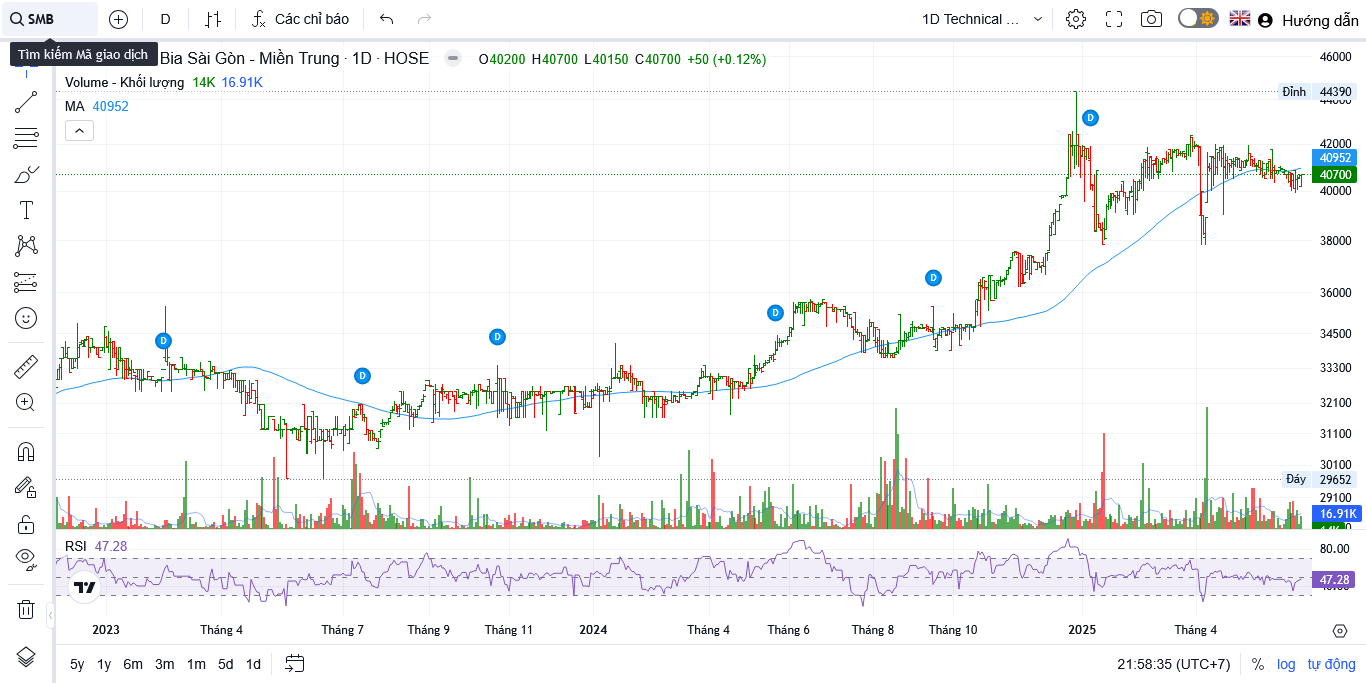 SMB
D
Các chỉ báo
1D Technical ...
Hướng dẫn
Tìm kiếm Mã giao dịch
Bia Sài Gòn - Miền Trung · 1D · HOSE
O40200 H40700 L40150 C40700 +50 (+0.12%)
Volume - Khối lượng 14K 16.91K
MA 40952
46000
Đỉnh 44390
44000
42000
40952
40700
40000
38000
36000
34500
33300
32100
31100
30100
Đáy 29652
29100
16.91K
D
D
D
D
D
D
RSI 47.28
80.00
47.28
2023
Tháng 4
Tháng 7
Tháng 9
Tháng 11
2024
Tháng 4
Tháng 6
Tháng 8
Tháng 10
2025
Tháng 4
5y 1y 6m 3m 1m 5d 1d
21:58:35 (UTC+7)
% log tự động